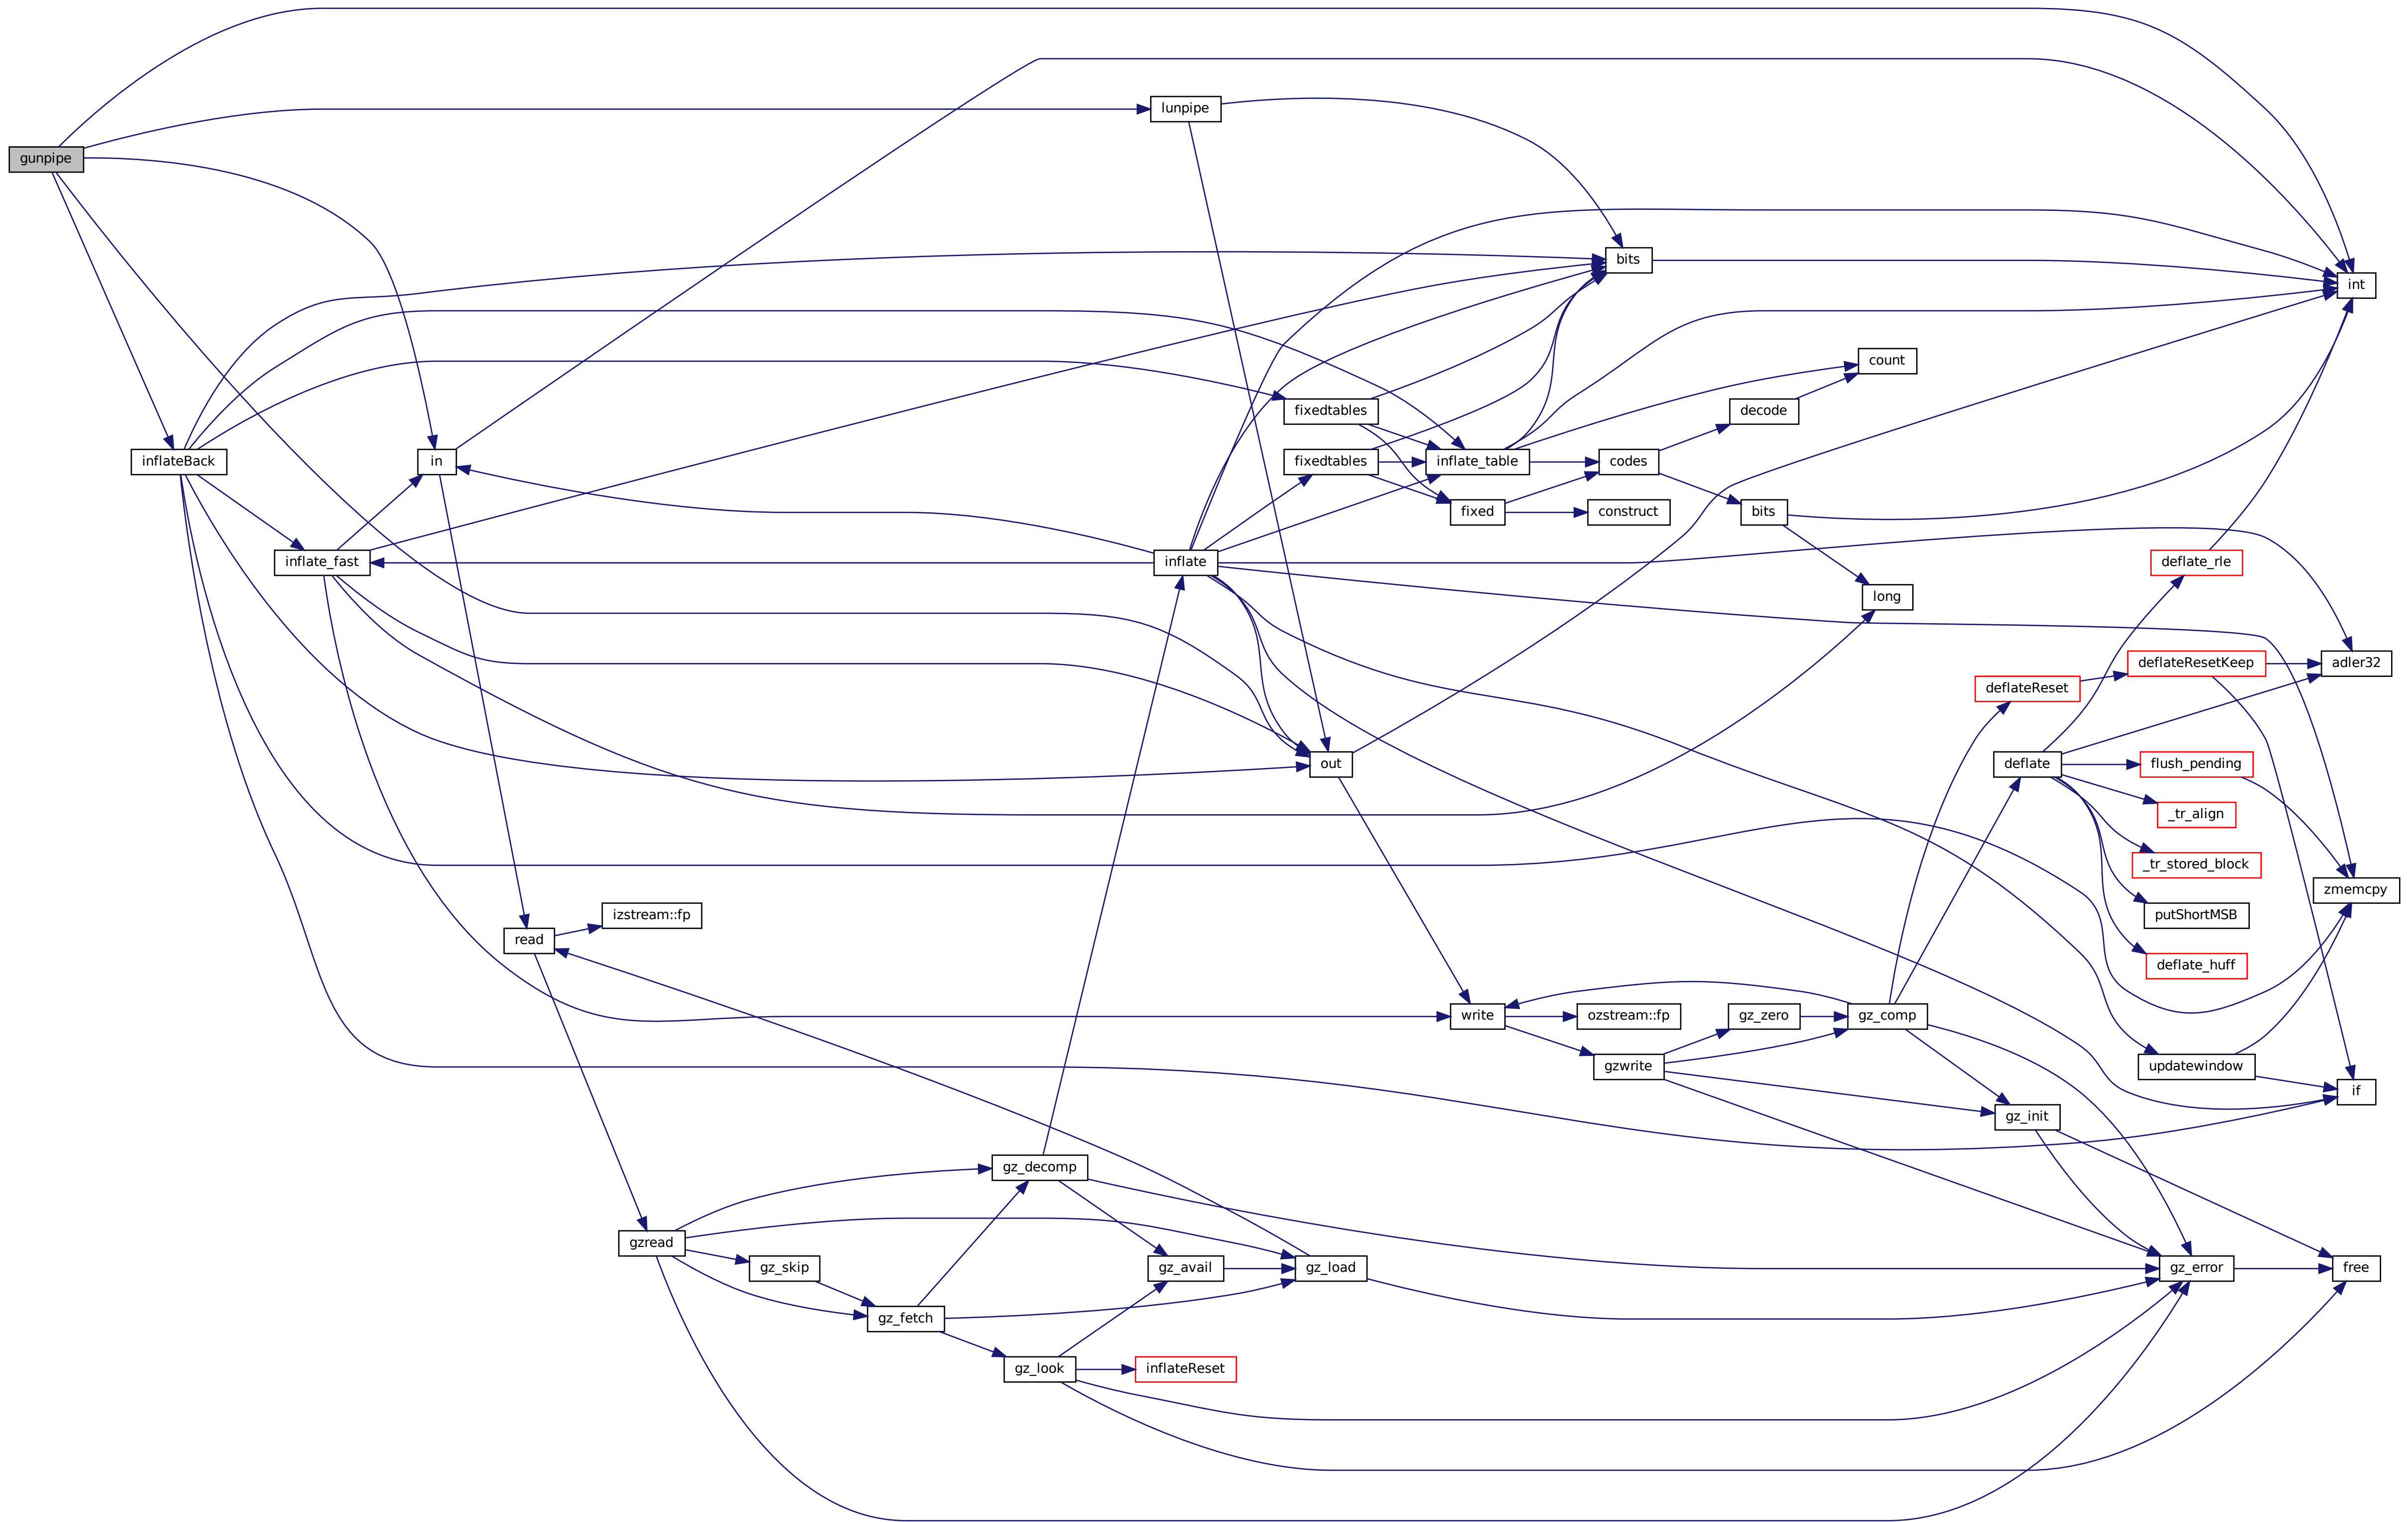 gunpipe
lunpipe
bits
int
count
fixedtables
decode
inflateBack
in
fixedtables
inflate_table
codes
fixed
construct
bits
inflate_fast
inflate
deflate_rle
long
deflateResetKeep
adler32
deflateReset
out
deflate
flush_pending
_tr_align
_tr_stored_block
zmemcpy
izstream::fp
putShortMSB
read
deflate_huff
write
ozstream::fp
gz_zero
gz_comp
gzwrite
updatewindow
if
gz_init
gz_decomp
gzread
gz_skip
gz_avail
gz_load
gz_error
free
gz_fetch
gz_look
inflateReset